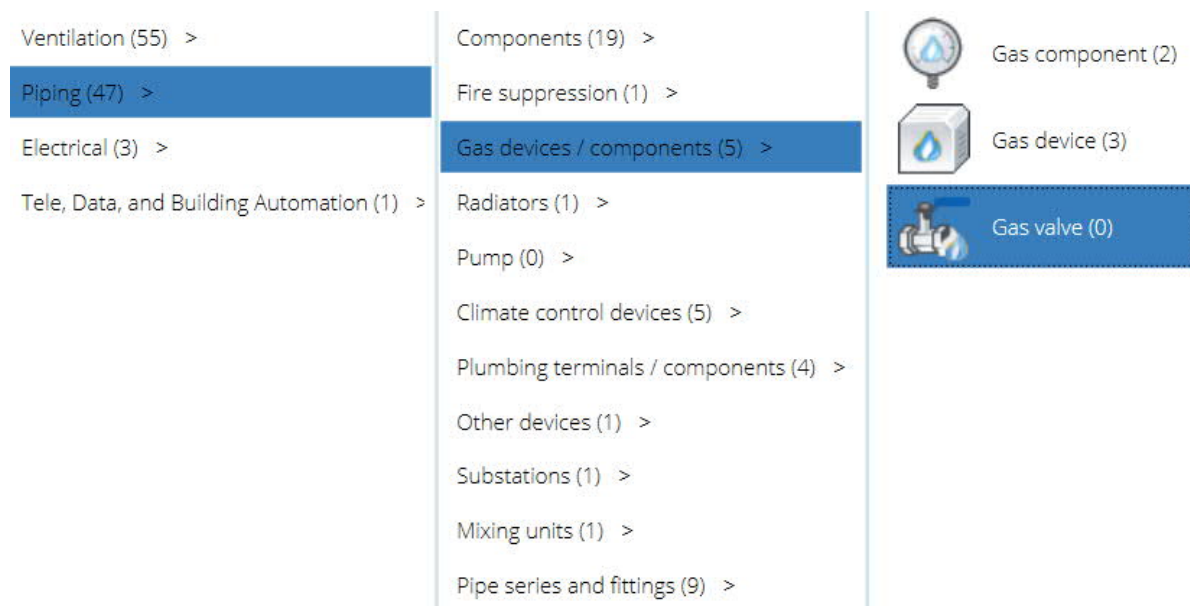 Ventilation (55) >
Piping (47) >
Electrical (3) >
Tele, Data, and Building Automation (1) >
Components (19) >
Fire suppression (1) >
Gas devices / components (5) >
Radiators (1) >
Pump (0) >
Climate control devices (5) >
Plumbing terminals / components (4) >
Other devices (1) >
Substations (1) >
Mixing units (1) >
Pipe series and fittings (9) >
Gas component (2)
Gas device (3)
Gas valve (0)